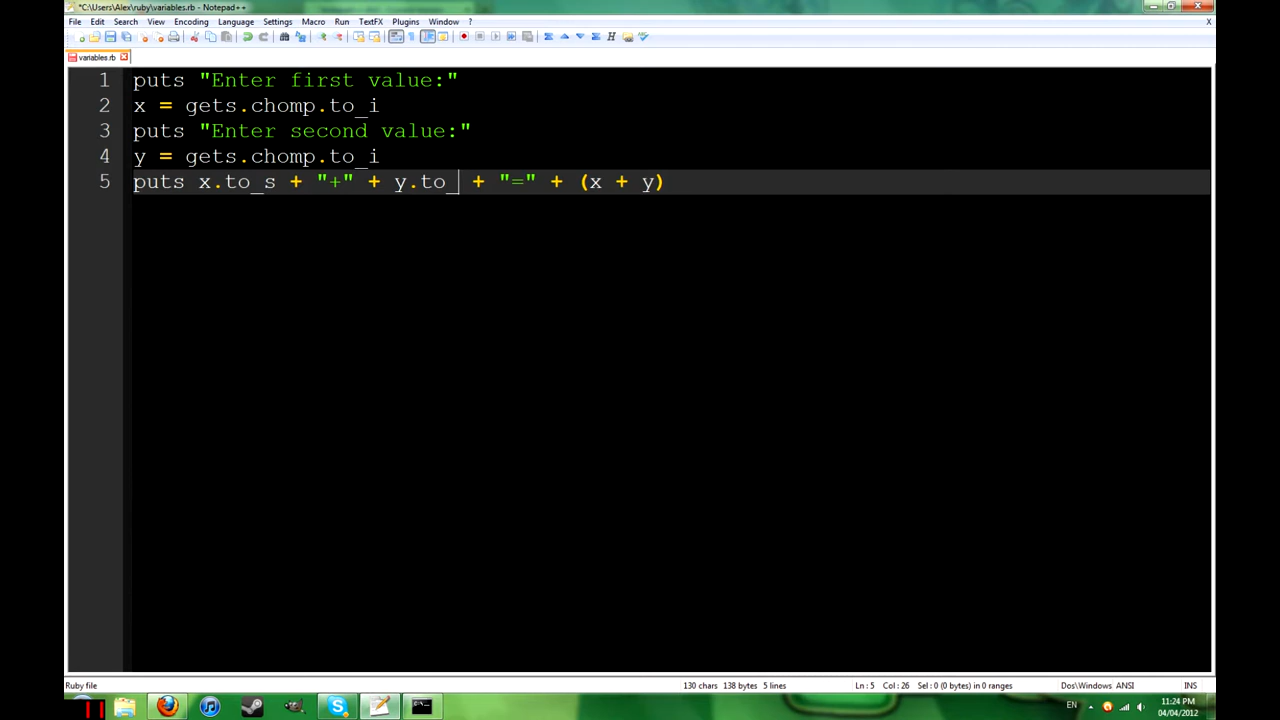 *C:\Users\Alex\ruby\variables.rb - Notepad++
File Edit Search View Encoding Language Settings Macro Run TextFX Plugins Window ? X
variables.rb
1 puts "Enter first value:"
2 x = gets.chomp.to_i
3 puts "Enter second value:"
4 y = gets.chomp.to_i
5 puts x.to_s + "+" + y.to_ + "=" + (x + y)
Ruby file 130 chars 138 bytes 5 lines Ln : 5 Col : 26 Sel : 0 (0 bytes) in 0 ranges Dos\Windows ANSI INS
EN 11:24 PM
04/04/2012